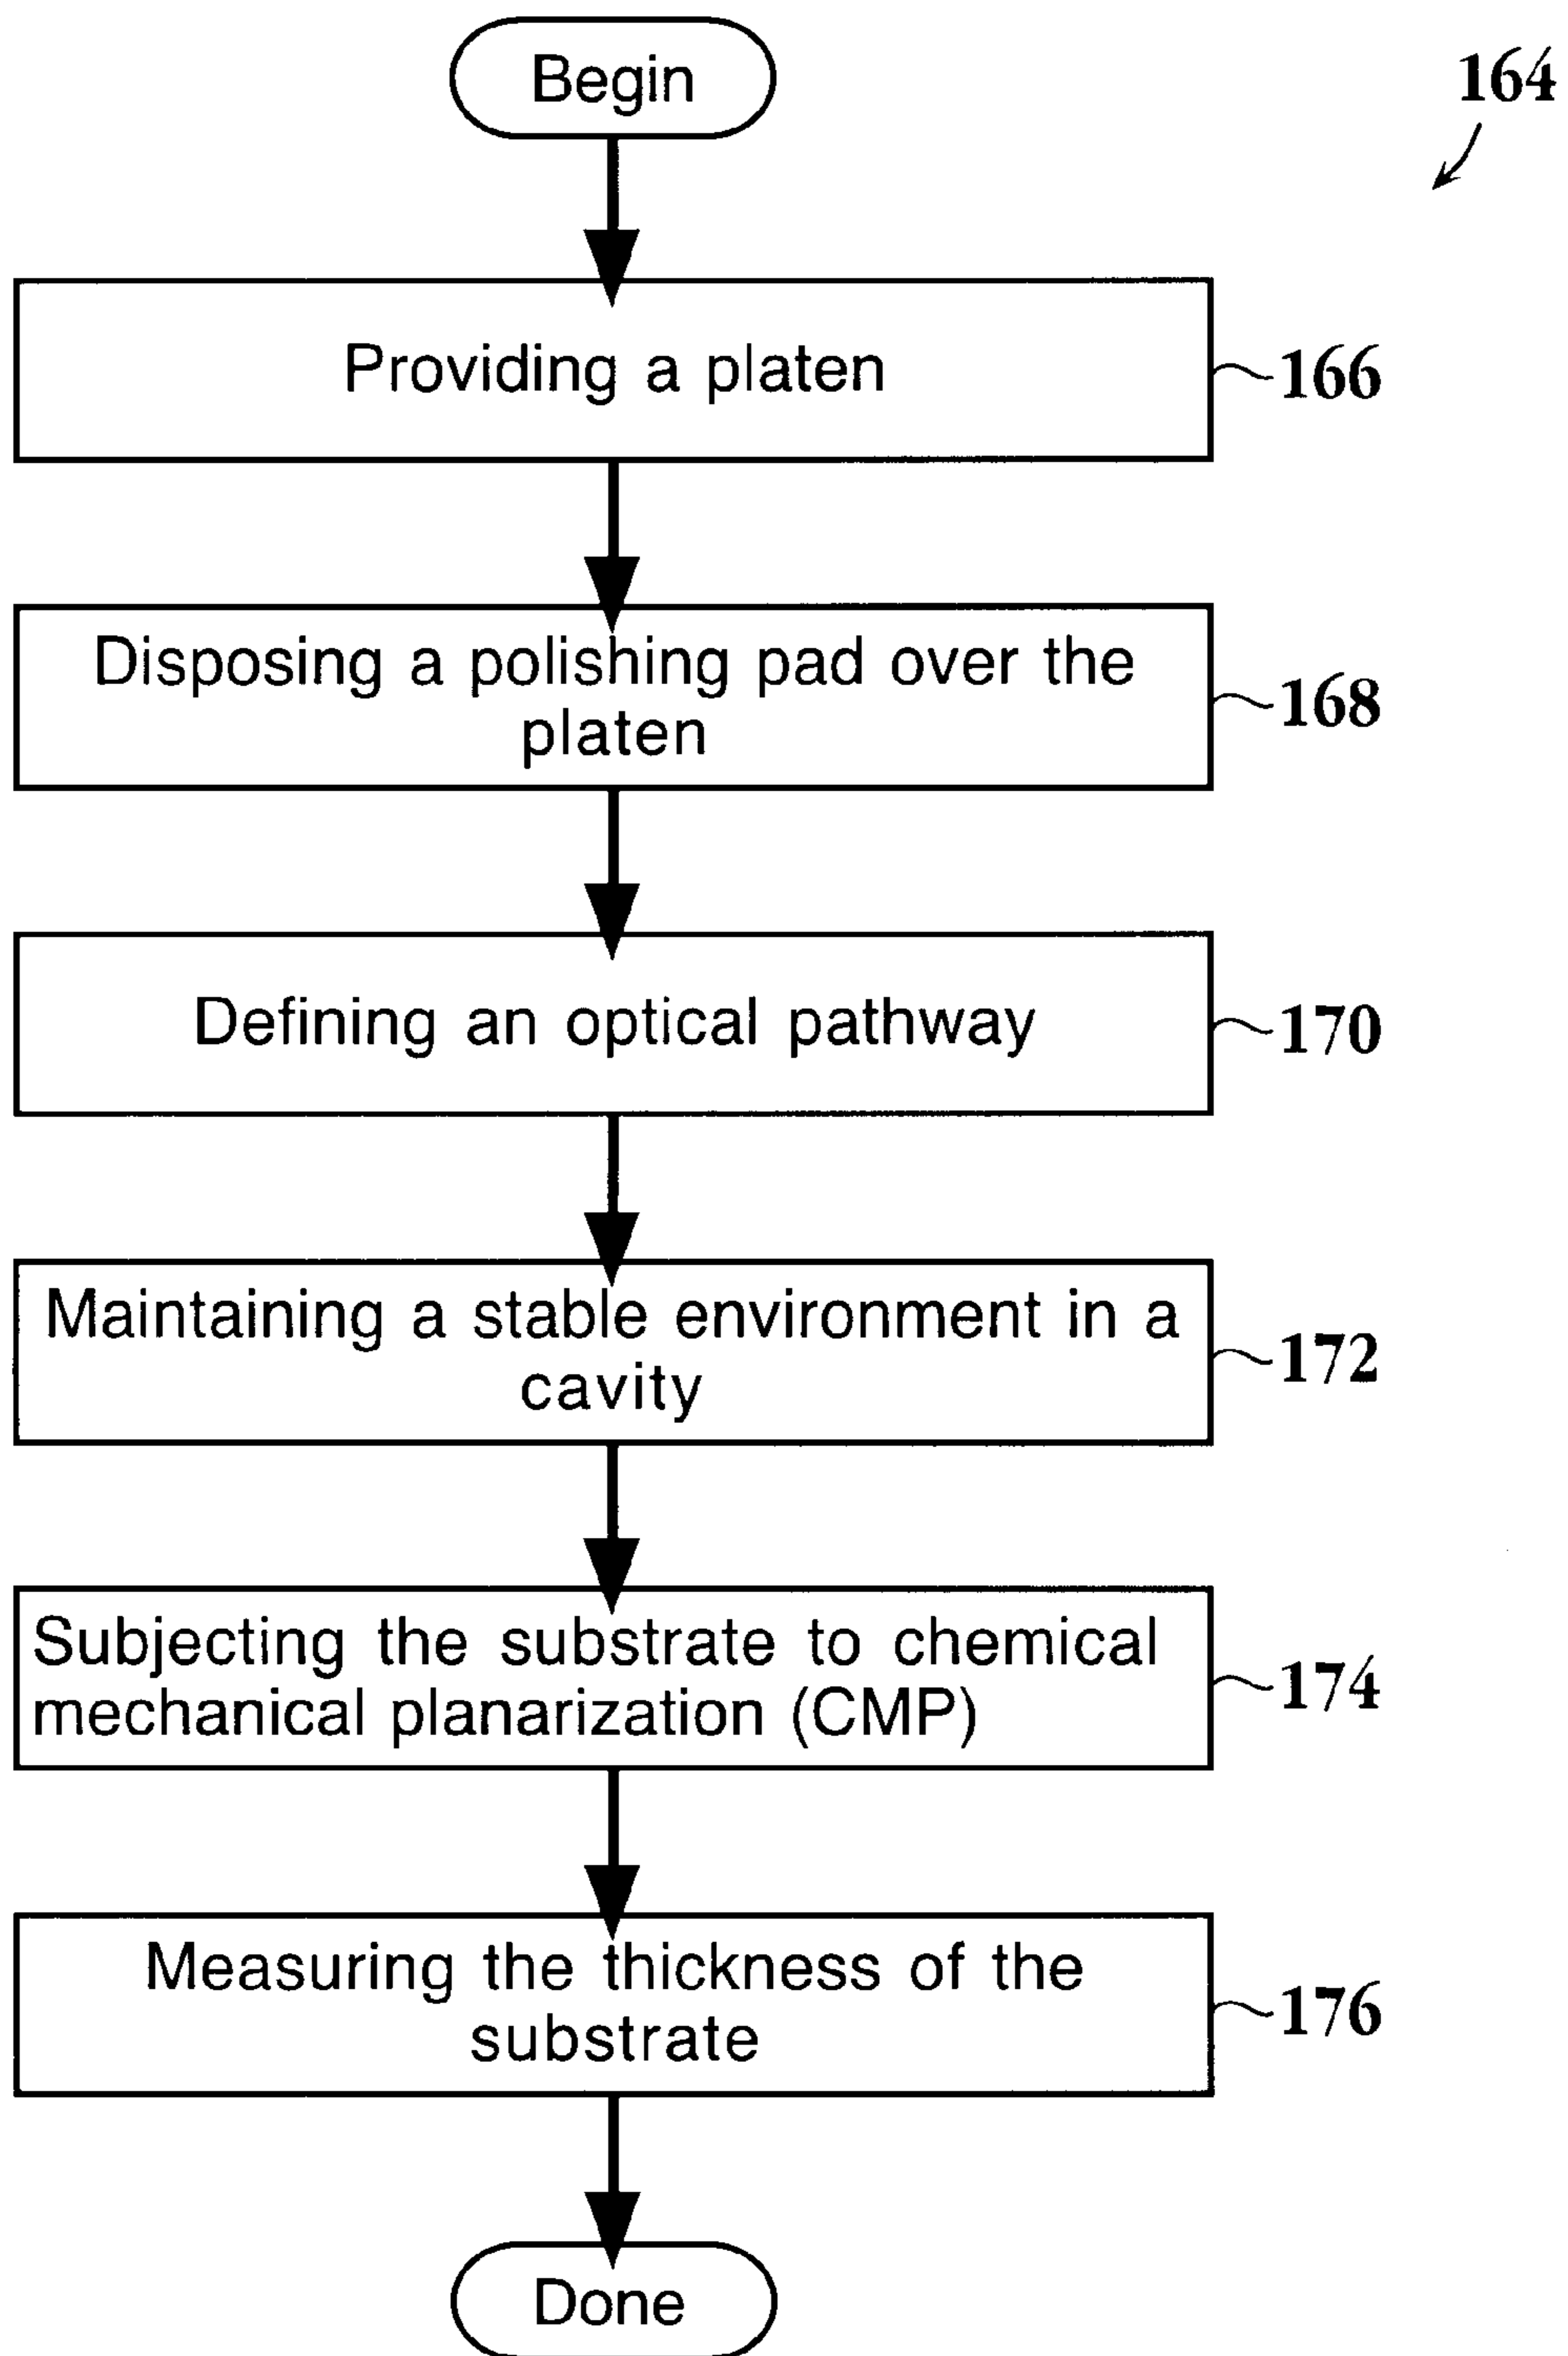 Begin
164
Providing a platen
166
Disposing a polishing pad over the
platen
168
Defining an optical pathway
170
Maintaining a stable environment in a
cavity
172
Subjecting the substrate to chemical
mechanical planarization (CMP)
174
Measuring the thickness of the
substrate
176
Done